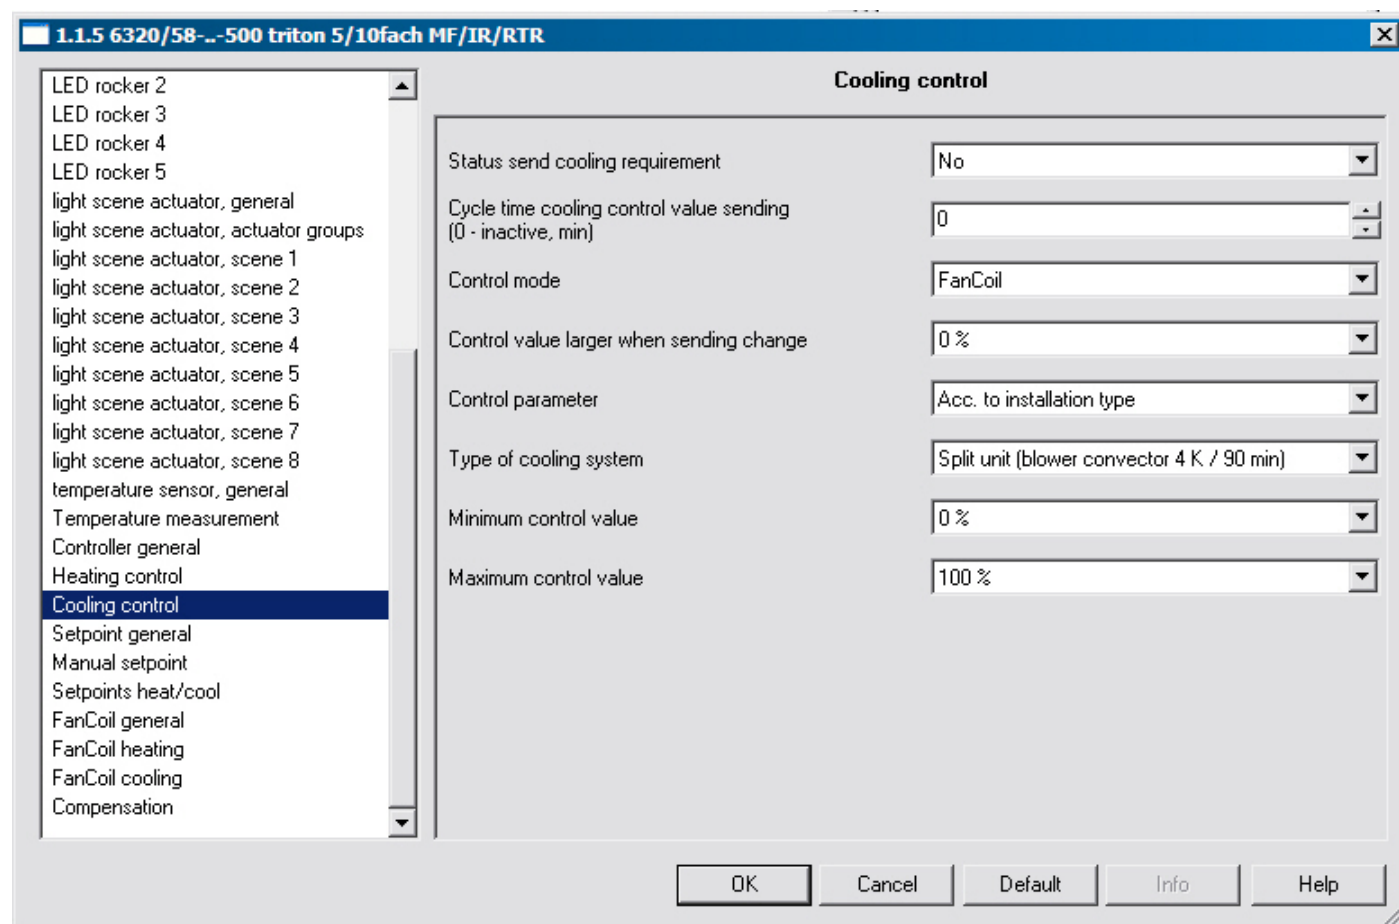 1.1.5 6320/58-..-500 triton 5/10fach MF/IR/RTR
LED rocker 2
LED rocker 3
LED rocker 4
LED rocker 5
light scene actuator, general
light scene actuator, actuator groups
light scene actuator, scene 1
light scene actuator, scene 2
light scene actuator, scene 3
light scene actuator, scene 4
light scene actuator, scene 5
light scene actuator, scene 6
light scene actuator, scene 7
light scene actuator, scene 8
temperature sensor, general
Temperature measurement
Controller general
Heating control
Cooling control
Setpoint general
Manual setpoint
Setpoints heat/cool
FanCoil general
FanCoil heating
FanCoil cooling
Compensation
Cooling control
Status send cooling requirement No
Cycle time cooling control value sending
(0 - inactive, min) 0
Control mode FanCoil
Control value larger when sending change 0 %
Control parameter Acc. to installation type
Type of cooling system Split unit (blower convector 4 K / 90 min)
Minimum control value 0 %
Maximum control value 100 %
OK Cancel Default Info Help